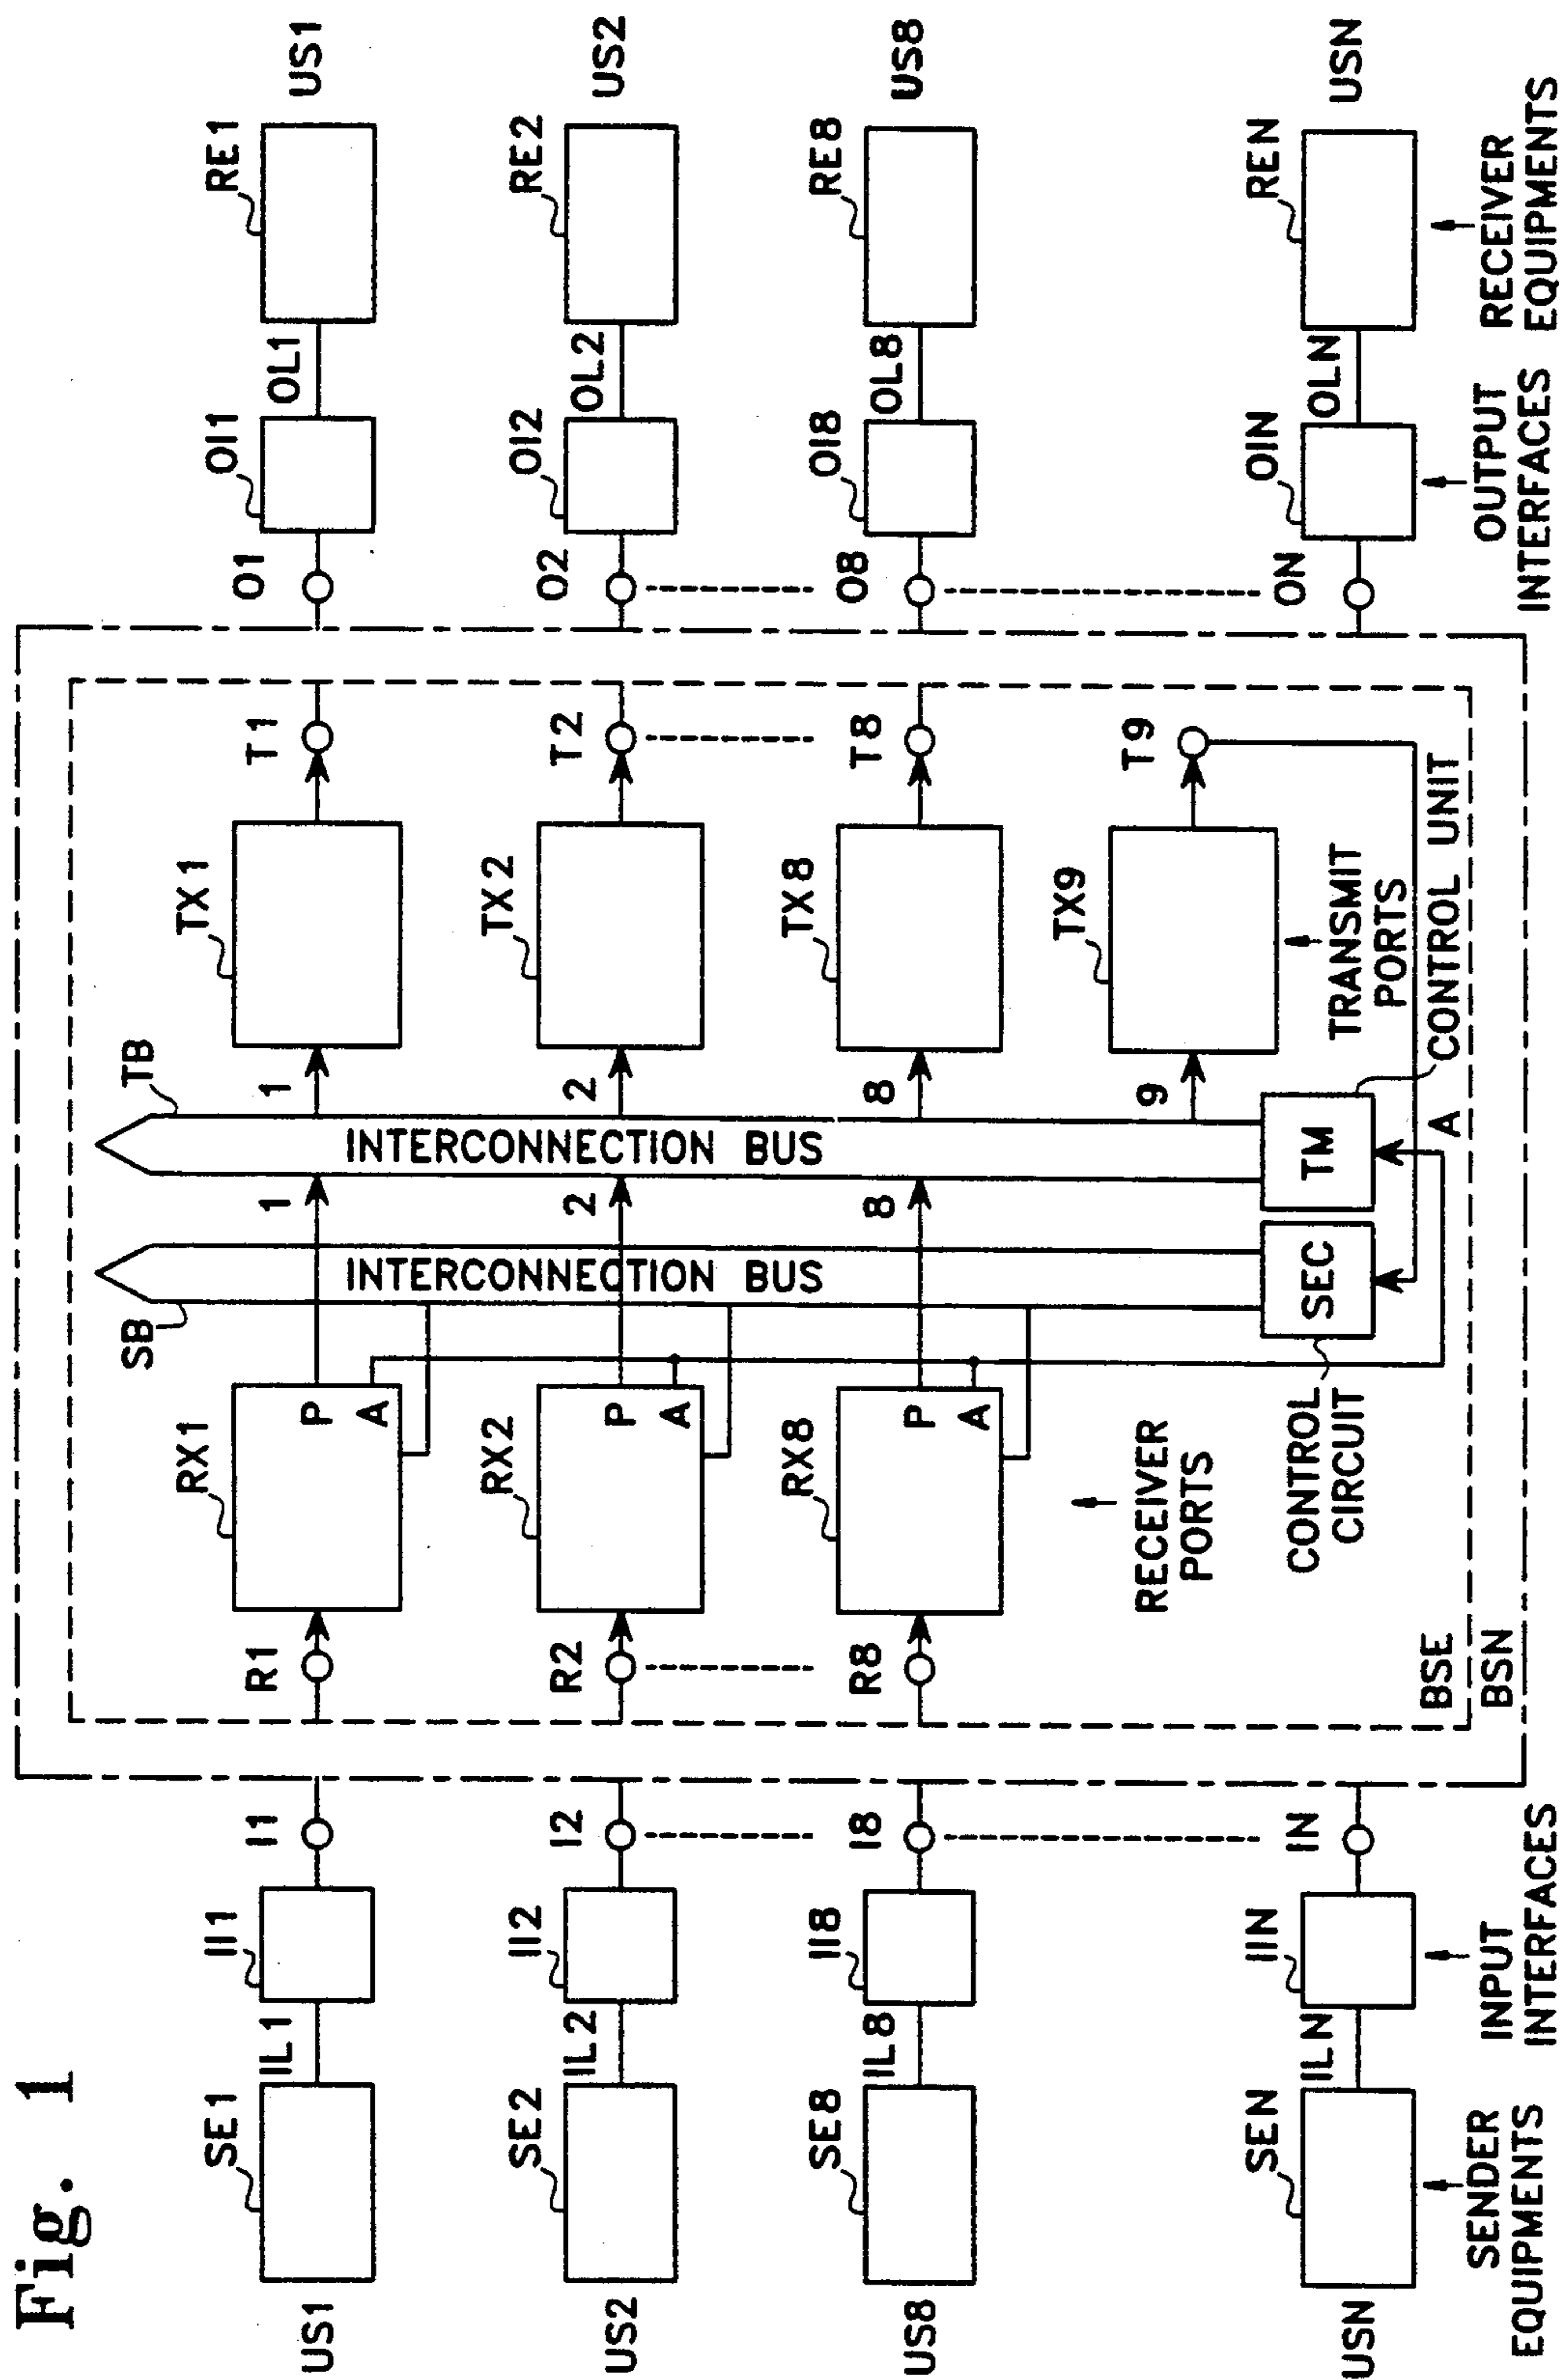 Fig. 1
US1
SE1
IL1
II1
I1
R1
RX1
P
A
1
1
TX1
T1
O1
OI1
OL1
RE1
US1
SB
INTERCONNECTION BUS
TB
INTERCONNECTION BUS
US2
SE2
IL2
II2
I2
R2
RX2
P
A
2
2
TX2
T2
O2
OI2
OL2
RE2
US2
US8
SE8
IL8
II8
I8
R8
RX8
P
A
8
8
TX8
T8
O8
OI8
OL8
RE8
US8
RECEIVER
PORTS
9
TX9
T9
TRANSMIT
PORTS
CONTROL
CIRCUIT
SEC
TM
A
CONTROL UNIT
BSE
BSN
USN
SEN
ILN
IIN
IN
ON
OIN
OLN
REN
USN
SENDER
EQUIPMENTS
INPUT
INTERFACES
OUTPUT
INTERFACES
RECEIVER
EQUIPMENTS